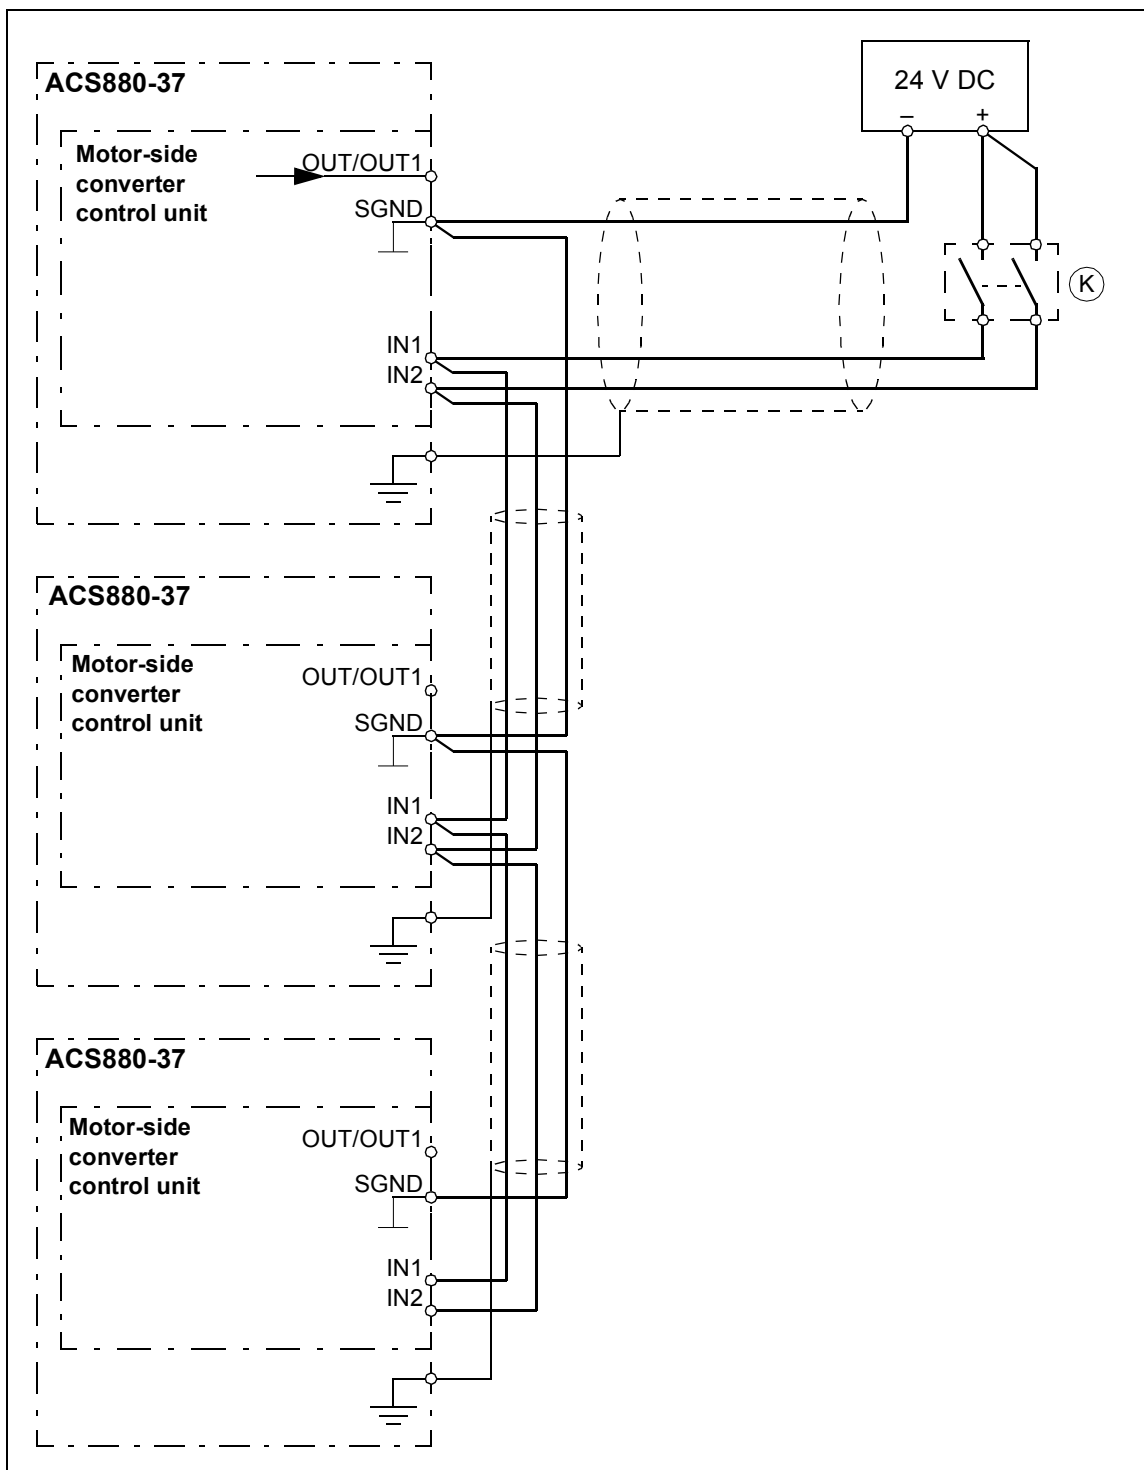 24 V DC
– +
K
ACS880-37
Motor-side
converter
control unit
OUT/OUT1
SGND
IN1
IN2
ACS880-37
Motor-side
converter
control unit
OUT/OUT1
SGND
IN1
IN2
ACS880-37
Motor-side
converter
control unit
OUT/OUT1
SGND
IN1
IN2